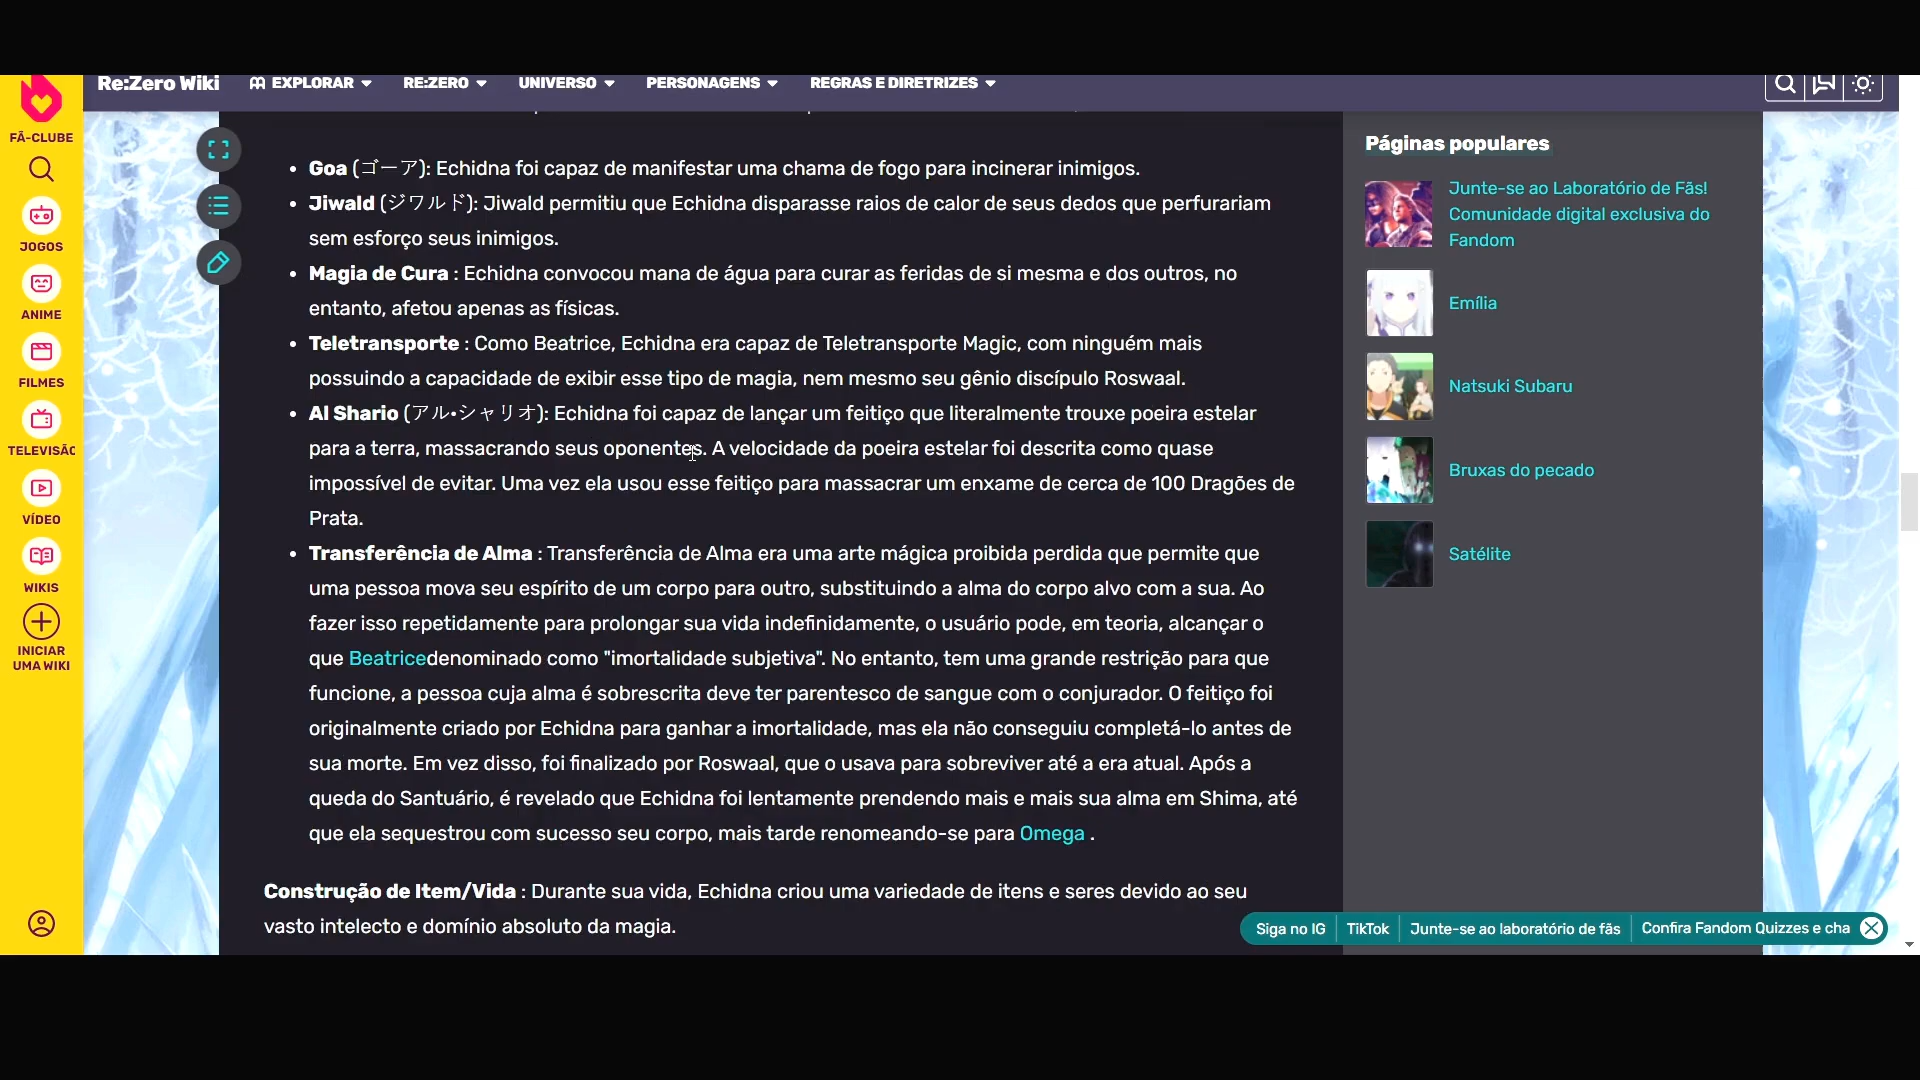 Re:Zero Wiki
EXPLORAR
RE:ZERO
UNIVERSO
PERSONAGENS
REGRAS E DIRETRIZES
FÃ-CLUBE
JOGOS
ANIME
FILMES
TELEVISÃO
VÍDEO
WIKIS
INICIAR
UMA WIKI
• Goa (ゴーア): Echidna foi capaz de manifestar uma chama de fogo para incinerar inimigos.
• Jiwald (ジワルド): Jiwald permitiu que Echidna disparasse raios de calor de seus dedos que perfurariam
sem esforço seus inimigos.
• Magia de Cura : Echidna convocou mana de água para curar as feridas de si mesma e dos outros, no
entanto, afetou apenas as físicas.
• Teletransporte : Como Beatrice, Echidna era capaz de Teletransporte Magic, com ninguém mais
possuindo a capacidade de exibir esse tipo de magia, nem mesmo seu gênio discípulo Roswaal.
• Al Shario (アル•シャリオ): Echidna foi capaz de lançar um feitiço que literalmente trouxe poeira estelar
para a terra, massacrando seus oponentes. A velocidade da poeira estelar foi descrita como quase
impossível de evitar. Uma vez ela usou esse feitiço para massacrar um enxame de cerca de 100 Dragões de
Prata.
• Transferência de Alma : Transferência de Alma era uma arte mágica proibida perdida que permite que
uma pessoa mova seu espírito de um corpo para outro, substituindo a alma do corpo alvo com a sua. Ao
fazer isso repetidamente para prolongar sua vida indefinidamente, o usuário pode, em teoria, alcançar o
que Beatricedenominado como "imortalidade subjetiva". No entanto, tem uma grande restrição para que
funcione, a pessoa cuja alma é sobrescrita deve ter parentesco de sangue com o conjurador. O feitiço foi
originalmente criado por Echidna para ganhar a imortalidade, mas ela não conseguiu completá-lo antes de
sua morte. Em vez disso, foi finalizado por Roswaal, que o usava para sobreviver até a era atual. Após a
queda do Santuário, é revelado que Echidna foi lentamente prendendo mais e mais sua alma em Shima, até
que ela sequestrou com sucesso seu corpo, mais tarde renomeando-se para Omega .
Construção de Item/Vida : Durante sua vida, Echidna criou uma variedade de itens e seres devido ao seu
vasto intelecto e domínio absoluto da magia.
Páginas populares
Junte-se ao Laboratório de Fãs!
Comunidade digital exclusiva do
Fandom
Emília
Natsuki Subaru
Bruxas do pecado
Satélite
Siga no IG
TikTok
Junte-se ao laboratório de fãs
Confira Fandom Quizzes e cha